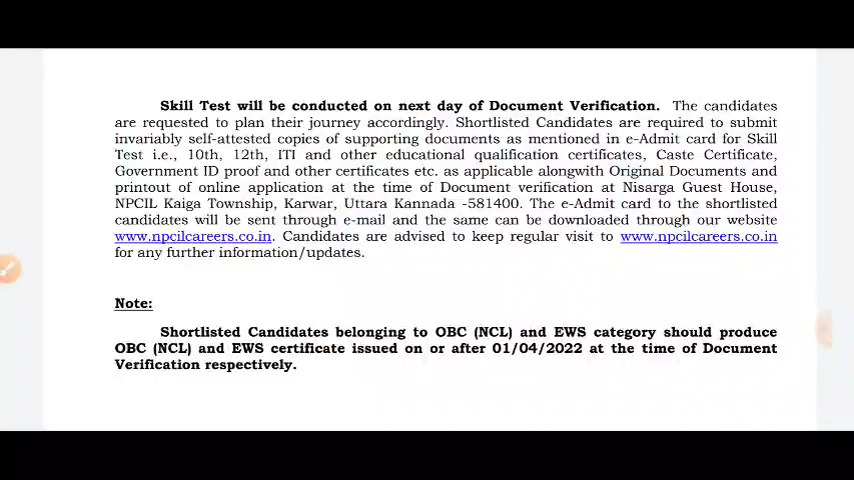 Skill Test will be conducted on next day of Document Verification. The candidates
are requested to plan their journey accordingly. Shortlisted Candidates are required to submit
invariably self-attested copies of supporting documents as mentioned in e-Admit card for Skill
Test i.e., 10th, 12th, ITI and other educational qualification certificates, Caste Certificate,
Government ID proof and other certificates etc. as applicable alongwith Original Documents and
printout of online application at the time of Document verification at Nisarga Guest House,
NPCIL Kaiga Township, Karwar, Uttara Kannada -581400. The e-Admit card to the shortlisted
candidates will be sent through e-mail and the same can be downloaded through our website
www.npcilcareers.co.in. Candidates are advised to keep regular visit to www.npcilcareers.co.in
for any further information/updates.
Note:
Shortlisted Candidates belonging to OBC (NCL) and EWS category should produce
OBC (NCL) and EWS certificate issued on or after 01/04/2022 at the time of Document
Verification respectively.